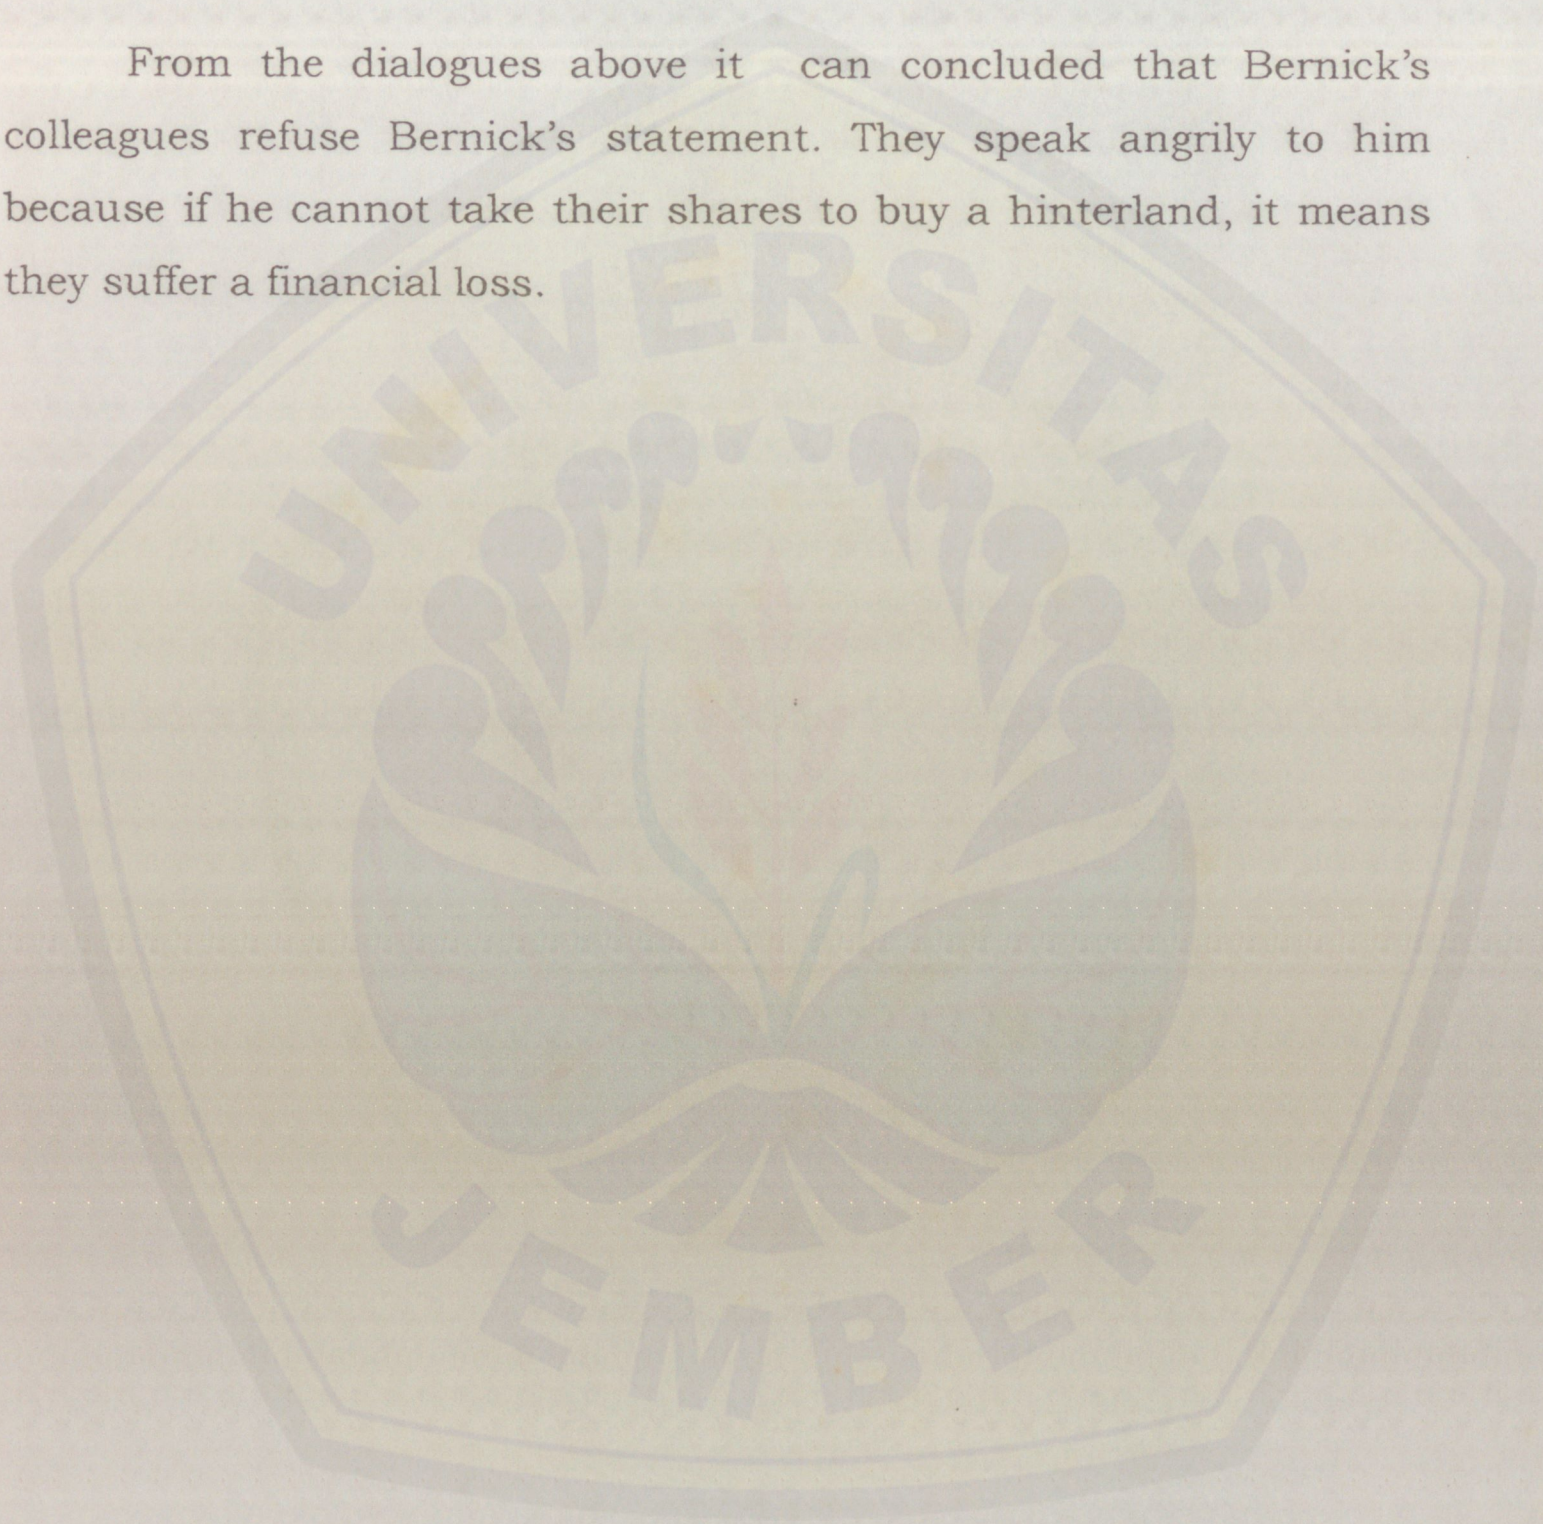 From the dialogues above it can concluded that Bernick's
colleagues refuse Bernick's statement. They speak angrily to him
because if he cannot take their shares to buy a hinterland, it means
they suffer a financial loss.
UNIVERSITAS
JEMBER